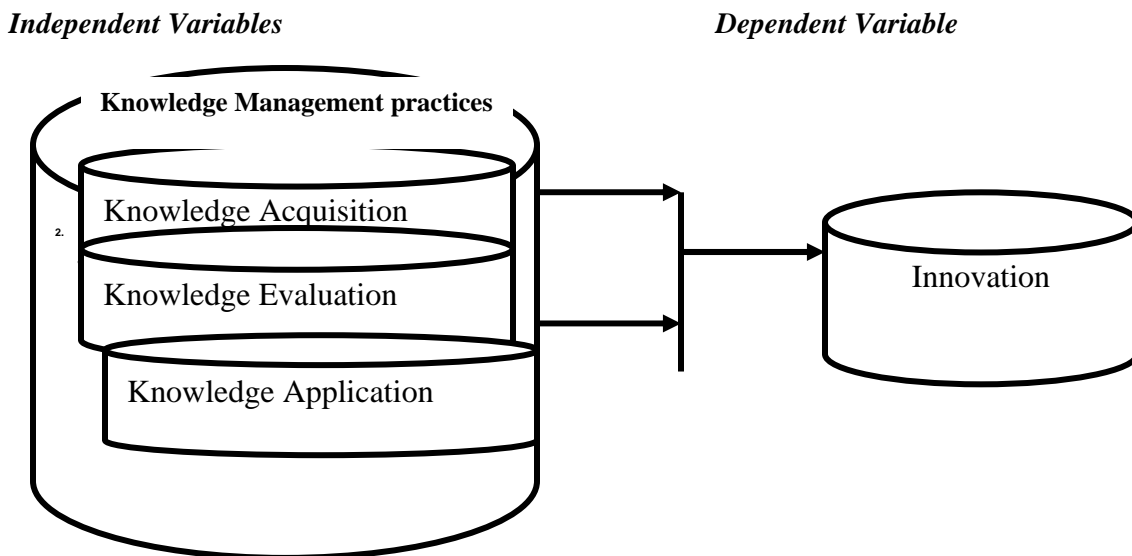 Independent Variables
Dependent Variable
Knowledge Management practices
Knowledge Acquisition
2.
Knowledge Evaluation
Innovation
Knowledge Application